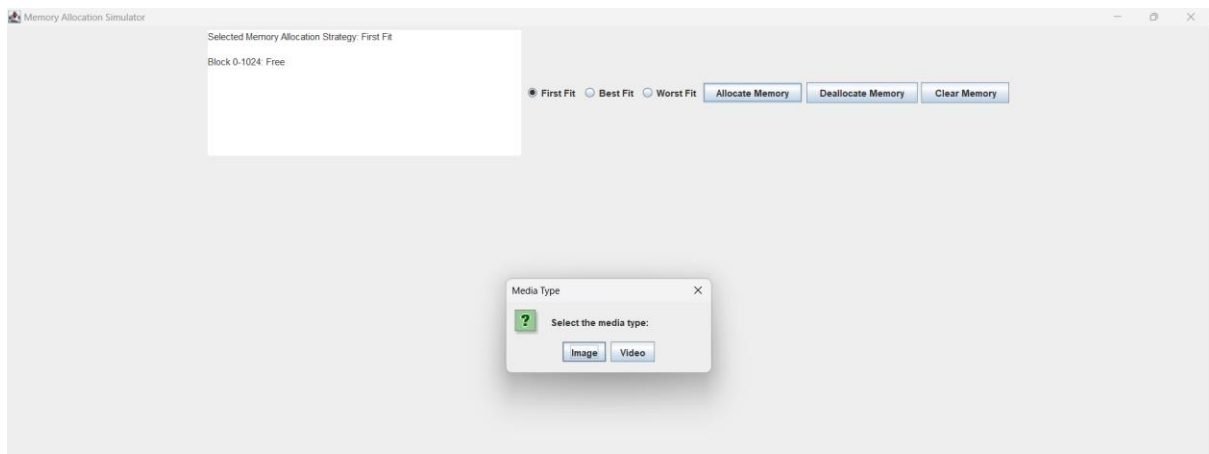 Memory Allocation Simulator
Selected Memory Allocation Strategy: First Fit
Block 0-1024: Free
First Fit Best Fit Worst Fit Allocate Memory Deallocate Memory Clear Memory
Media Type
? Select the media type:
Image Video